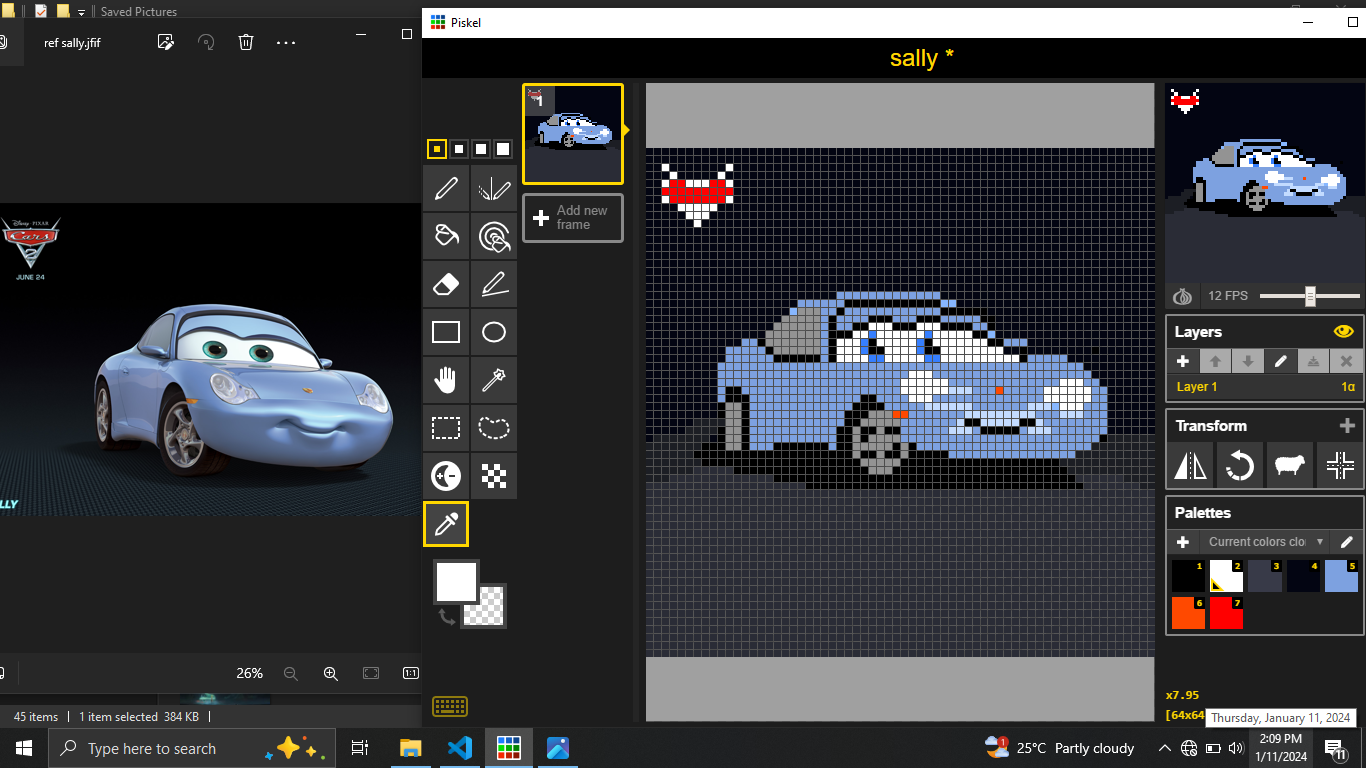 Saved Pictures
ref sally.jfif
Piskel
sally *
1
Add new
frame
Disney · PIXAR
Cars
2
JUNE 24
ALLY
26%
1:1
45 items
1 item selected 384 KB
12 FPS
Layers
Layer 1
1α
Transform
Palettes
Current colors clo
1
2
3
4
5
6
7
x7.95
[64x64
Thursday, January 11, 2024
Type here to search
1
25°C Partly cloudy
2:09 PM
1/11/2024
11